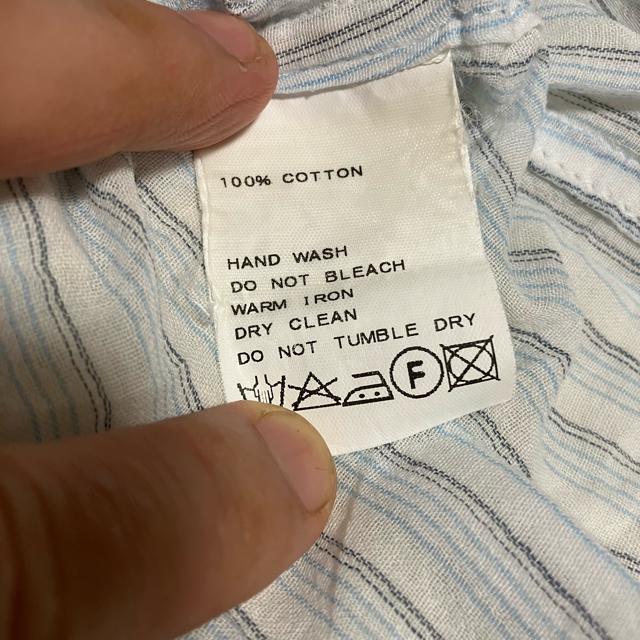 100% COTTON
HAND WASH
DO NOT BLEACH
WARM IRON
DRY CLEAN
DO NOT TUMBLE DRY
F